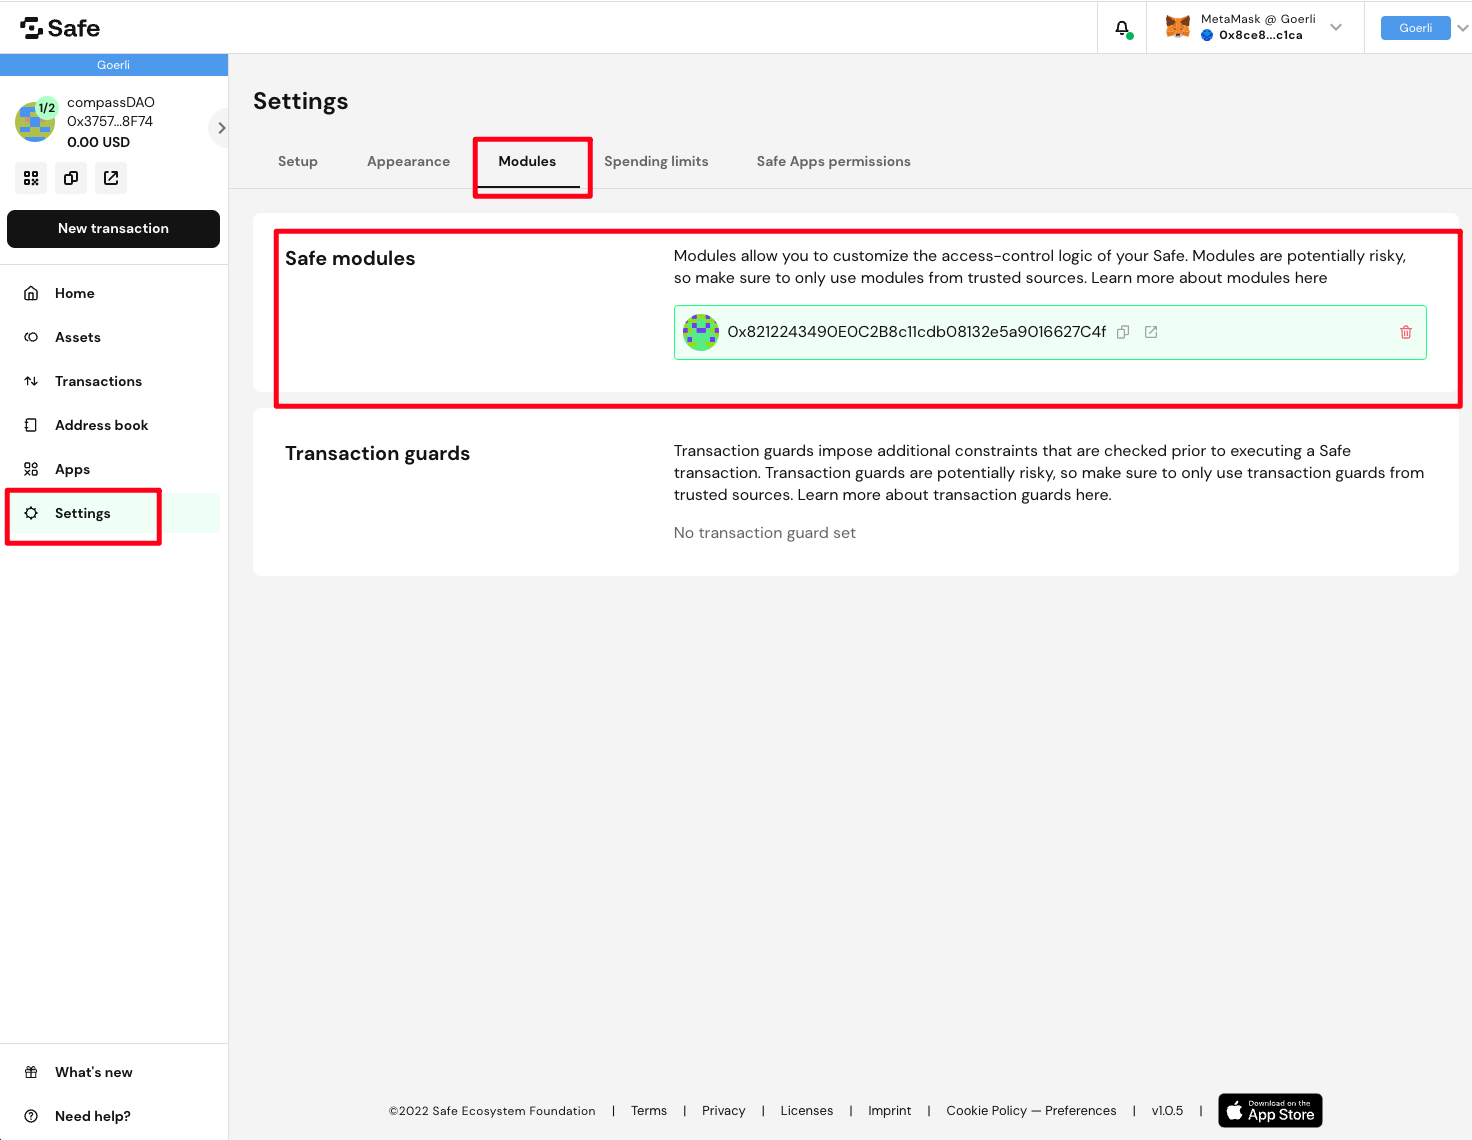 Safe
MetaMask @ Goerli
0x8ce8...c1ca
Goerli
Goerli
1/2
compassDAO
0x3757...8F74
0.00 USD
New transaction
Home
Assets
Transactions
Address book
Apps
Settings
What's new
Need help?
Settings
Setup
Appearance
Modules
Spending limits
Safe Apps permissions
Safe modules
Modules allow you to customize the access-control logic of your Safe. Modules are potentially risky,
so make sure to only use modules from trusted sources. Learn more about modules here
0x8212243490E0C2B8c11cdb08132e5a9016627C4f
Transaction guards
Transaction guards impose additional constraints that are checked prior to executing a Safe
transaction. Transaction guards are potentially risky, so make sure to only use transaction guards from
trusted sources. Learn more about transaction guards here.
No transaction guard set
©2022 Safe Ecosystem Foundation | Terms | Privacy | Licenses | Imprint | Cookie Policy — Preferences | v1.0.5 |
Download on the
App Store